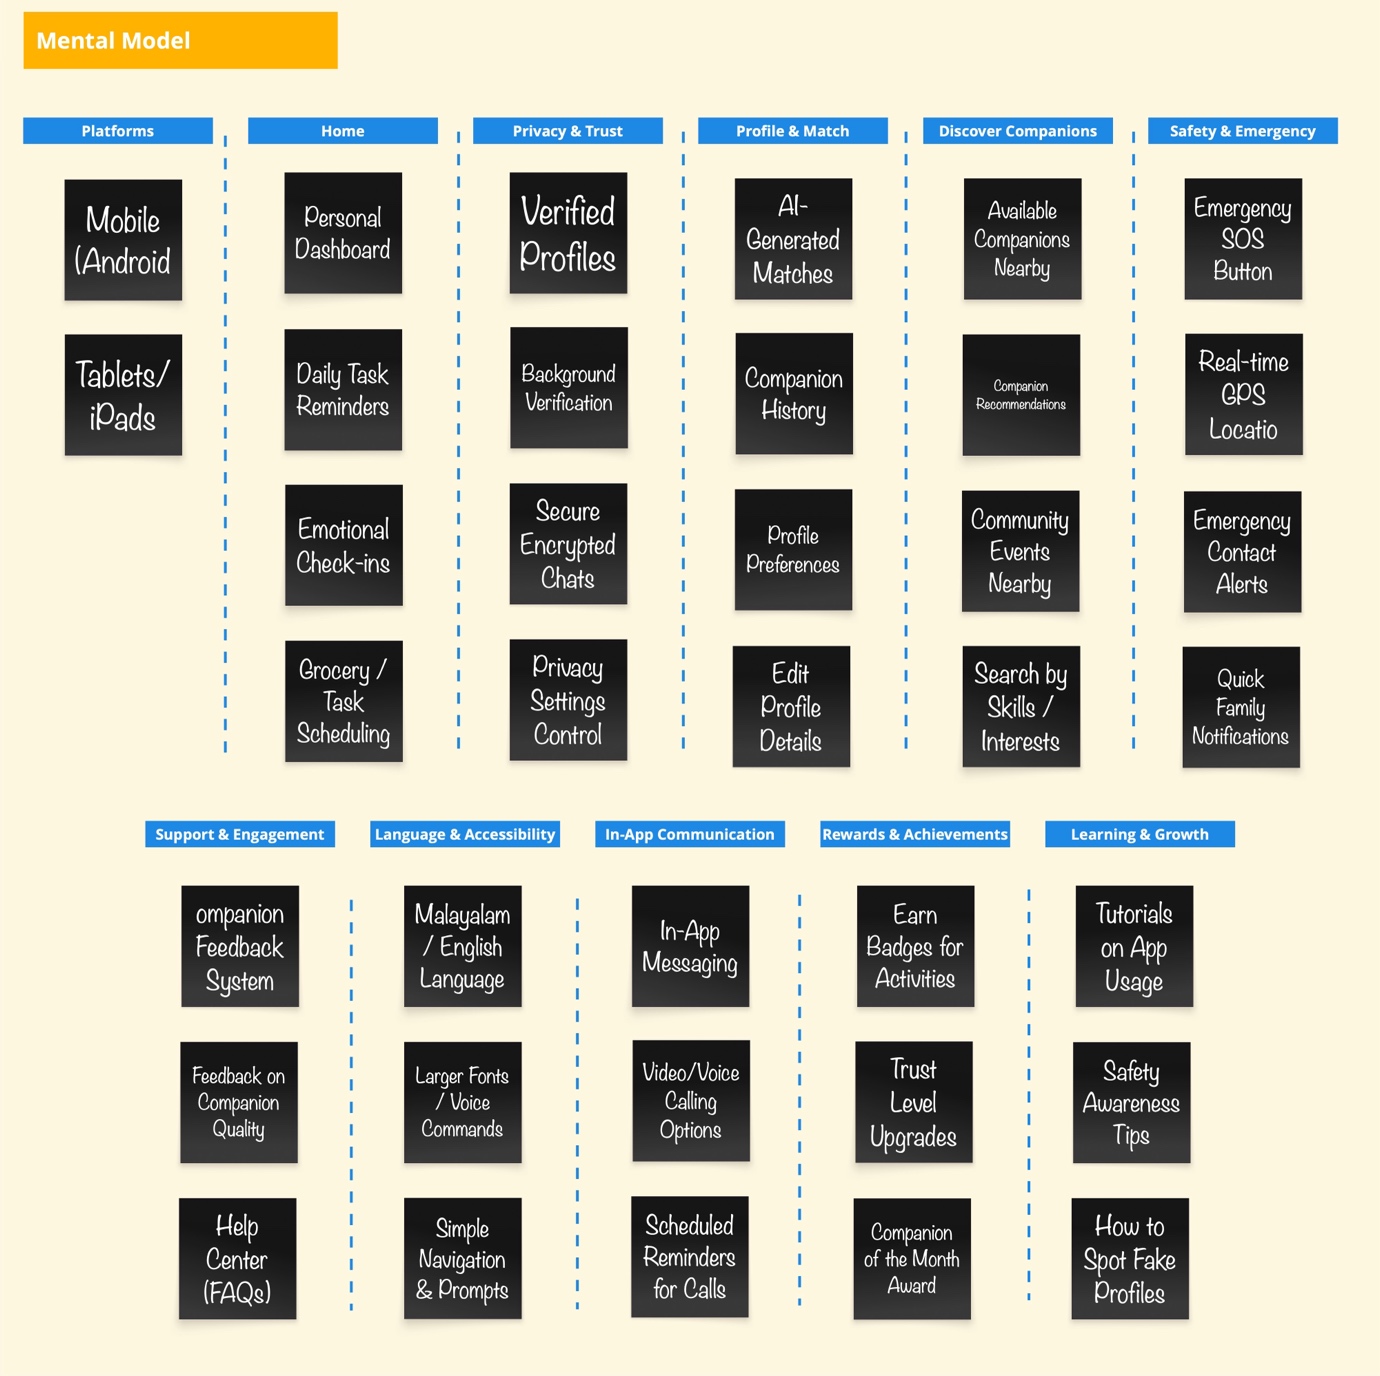 Mental Model
Platforms
Mobile
(Android
Tablets/
iPads
Home
Personal
Dashboard
Daily Task
Reminders
Emotional
Check-ins
Grocery /
Task
Scheduling
Privacy & Trust
Verified
Profiles
Background
Verification
Secure
Encrypted
Chats
Privacy
Settings
Control
Profile & Match
AI-
Generated
Matches
Companion
History
Profile
Preferences
Edit
Profile
Details
Discover Companions
Available
Companions
Nearby
Companion
Recommendations
Community
Events
Nearby
Search by
Skills /
Interests
Safety & Emergency
Emergency
SOS
Button
Real-time
GPS
Locatio
Emergency
Contact
Alerts
Quick
Family
Notifications
Support & Engagement
ompanion
Feedback
System
Feedback on
Companion
Quality
Help
Center
(FAQs)
Language & Accessibility
Malayalam
/ English
Language
Larger Fonts
/ Voice
Commands
Simple
Navigation
& Prompts
In-App Communication
In-App
Messaging
Video/Voice
Calling
Options
Scheduled
Reminders
for Calls
Rewards & Achievements
Earn
Badges for
Activities
Trust
Level
Upgrades
Companion
of the Month
Award
Learning & Growth
Tutorials
on App
Usage
Safety
Awareness
Tips
How to
Spot Fake
Profiles